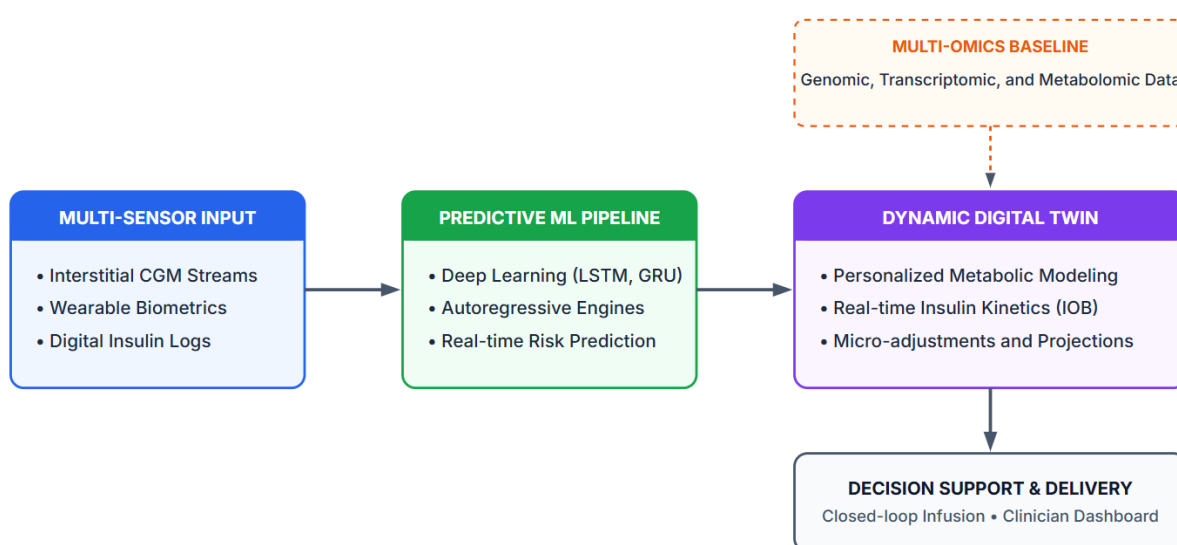 MULTI-OMICS BASELINE
Genomic, Transcriptomic, and Metabolomic Data
MULTI-SENSOR INPUT
• Interstitial CGM Streams
• Wearable Biometrics
• Digital Insulin Logs
PREDICTIVE ML PIPELINE
• Deep Learning (LSTM, GRU)
• Autoregressive Engines
• Real-time Risk Prediction
DYNAMIC DIGITAL TWIN
• Personalized Metabolic Modeling
• Real-time Insulin Kinetics (IOB)
• Micro-adjustments and Projections
DECISION SUPPORT & DELIVERY
Closed-loop Infusion • Clinician Dashboard